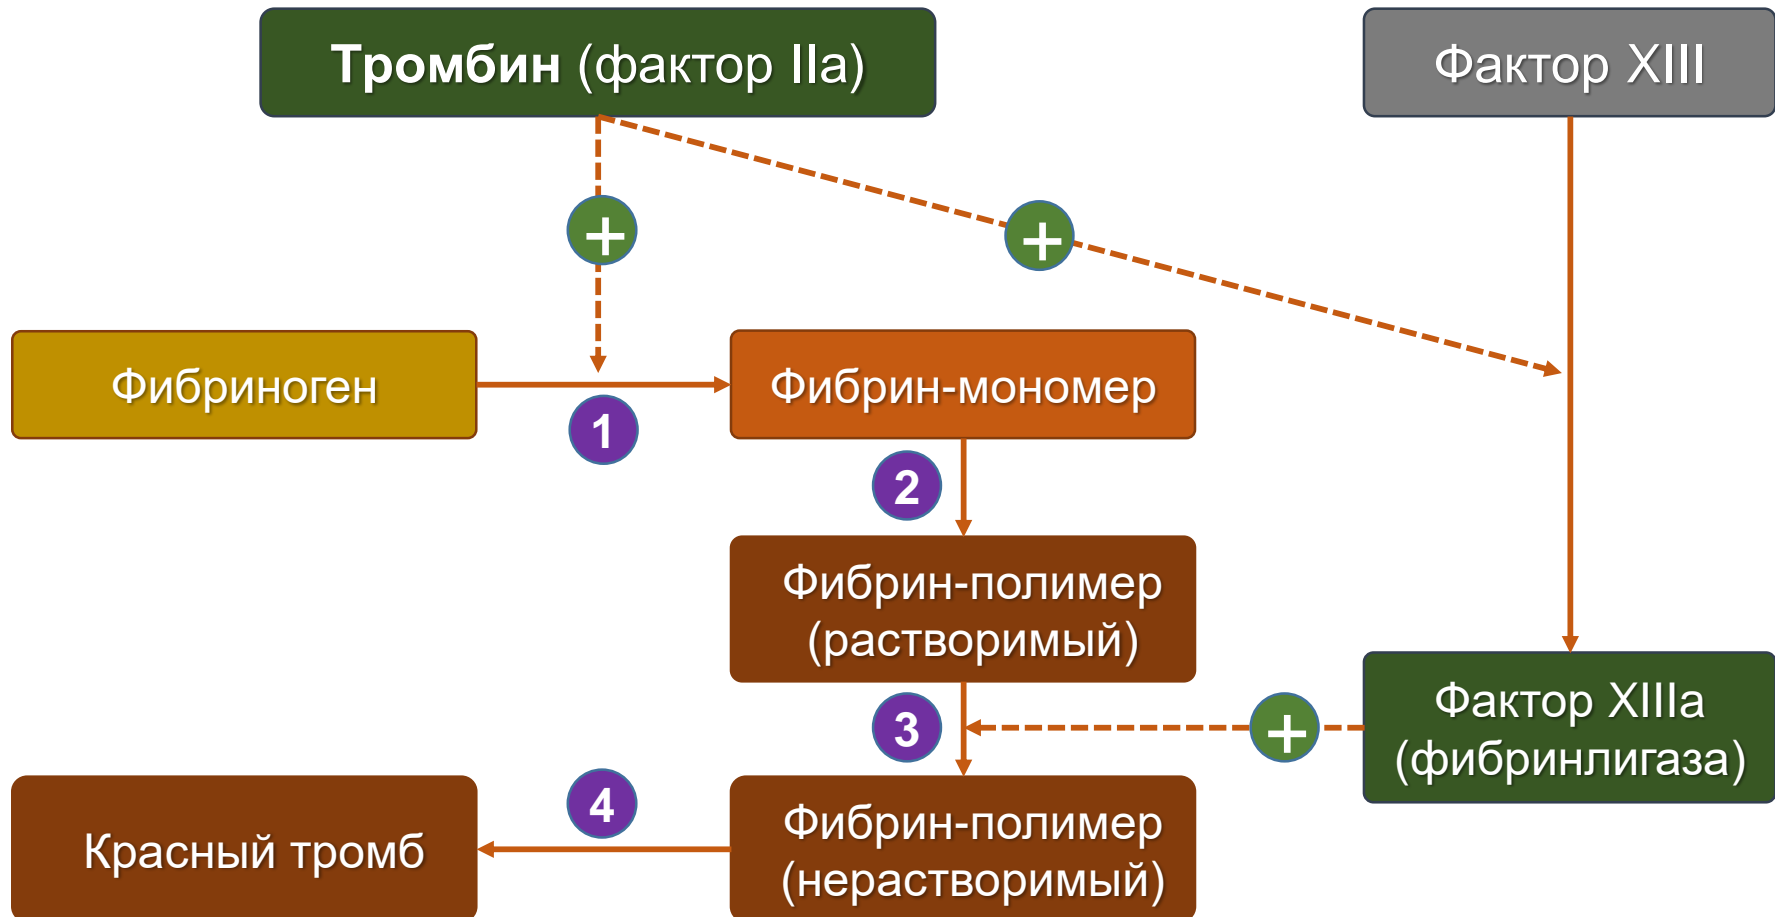 Тромбин (фактор IIa)
Фактор XIII
+
+
Фибриноген
Фибрин-мономер
1
2
Фибрин-полимер
(растворимый)
3
+
Фактор XIIIa
(фибринлигаза)
4
Красный тромб
Фибрин-полимер
(нерастворимый)